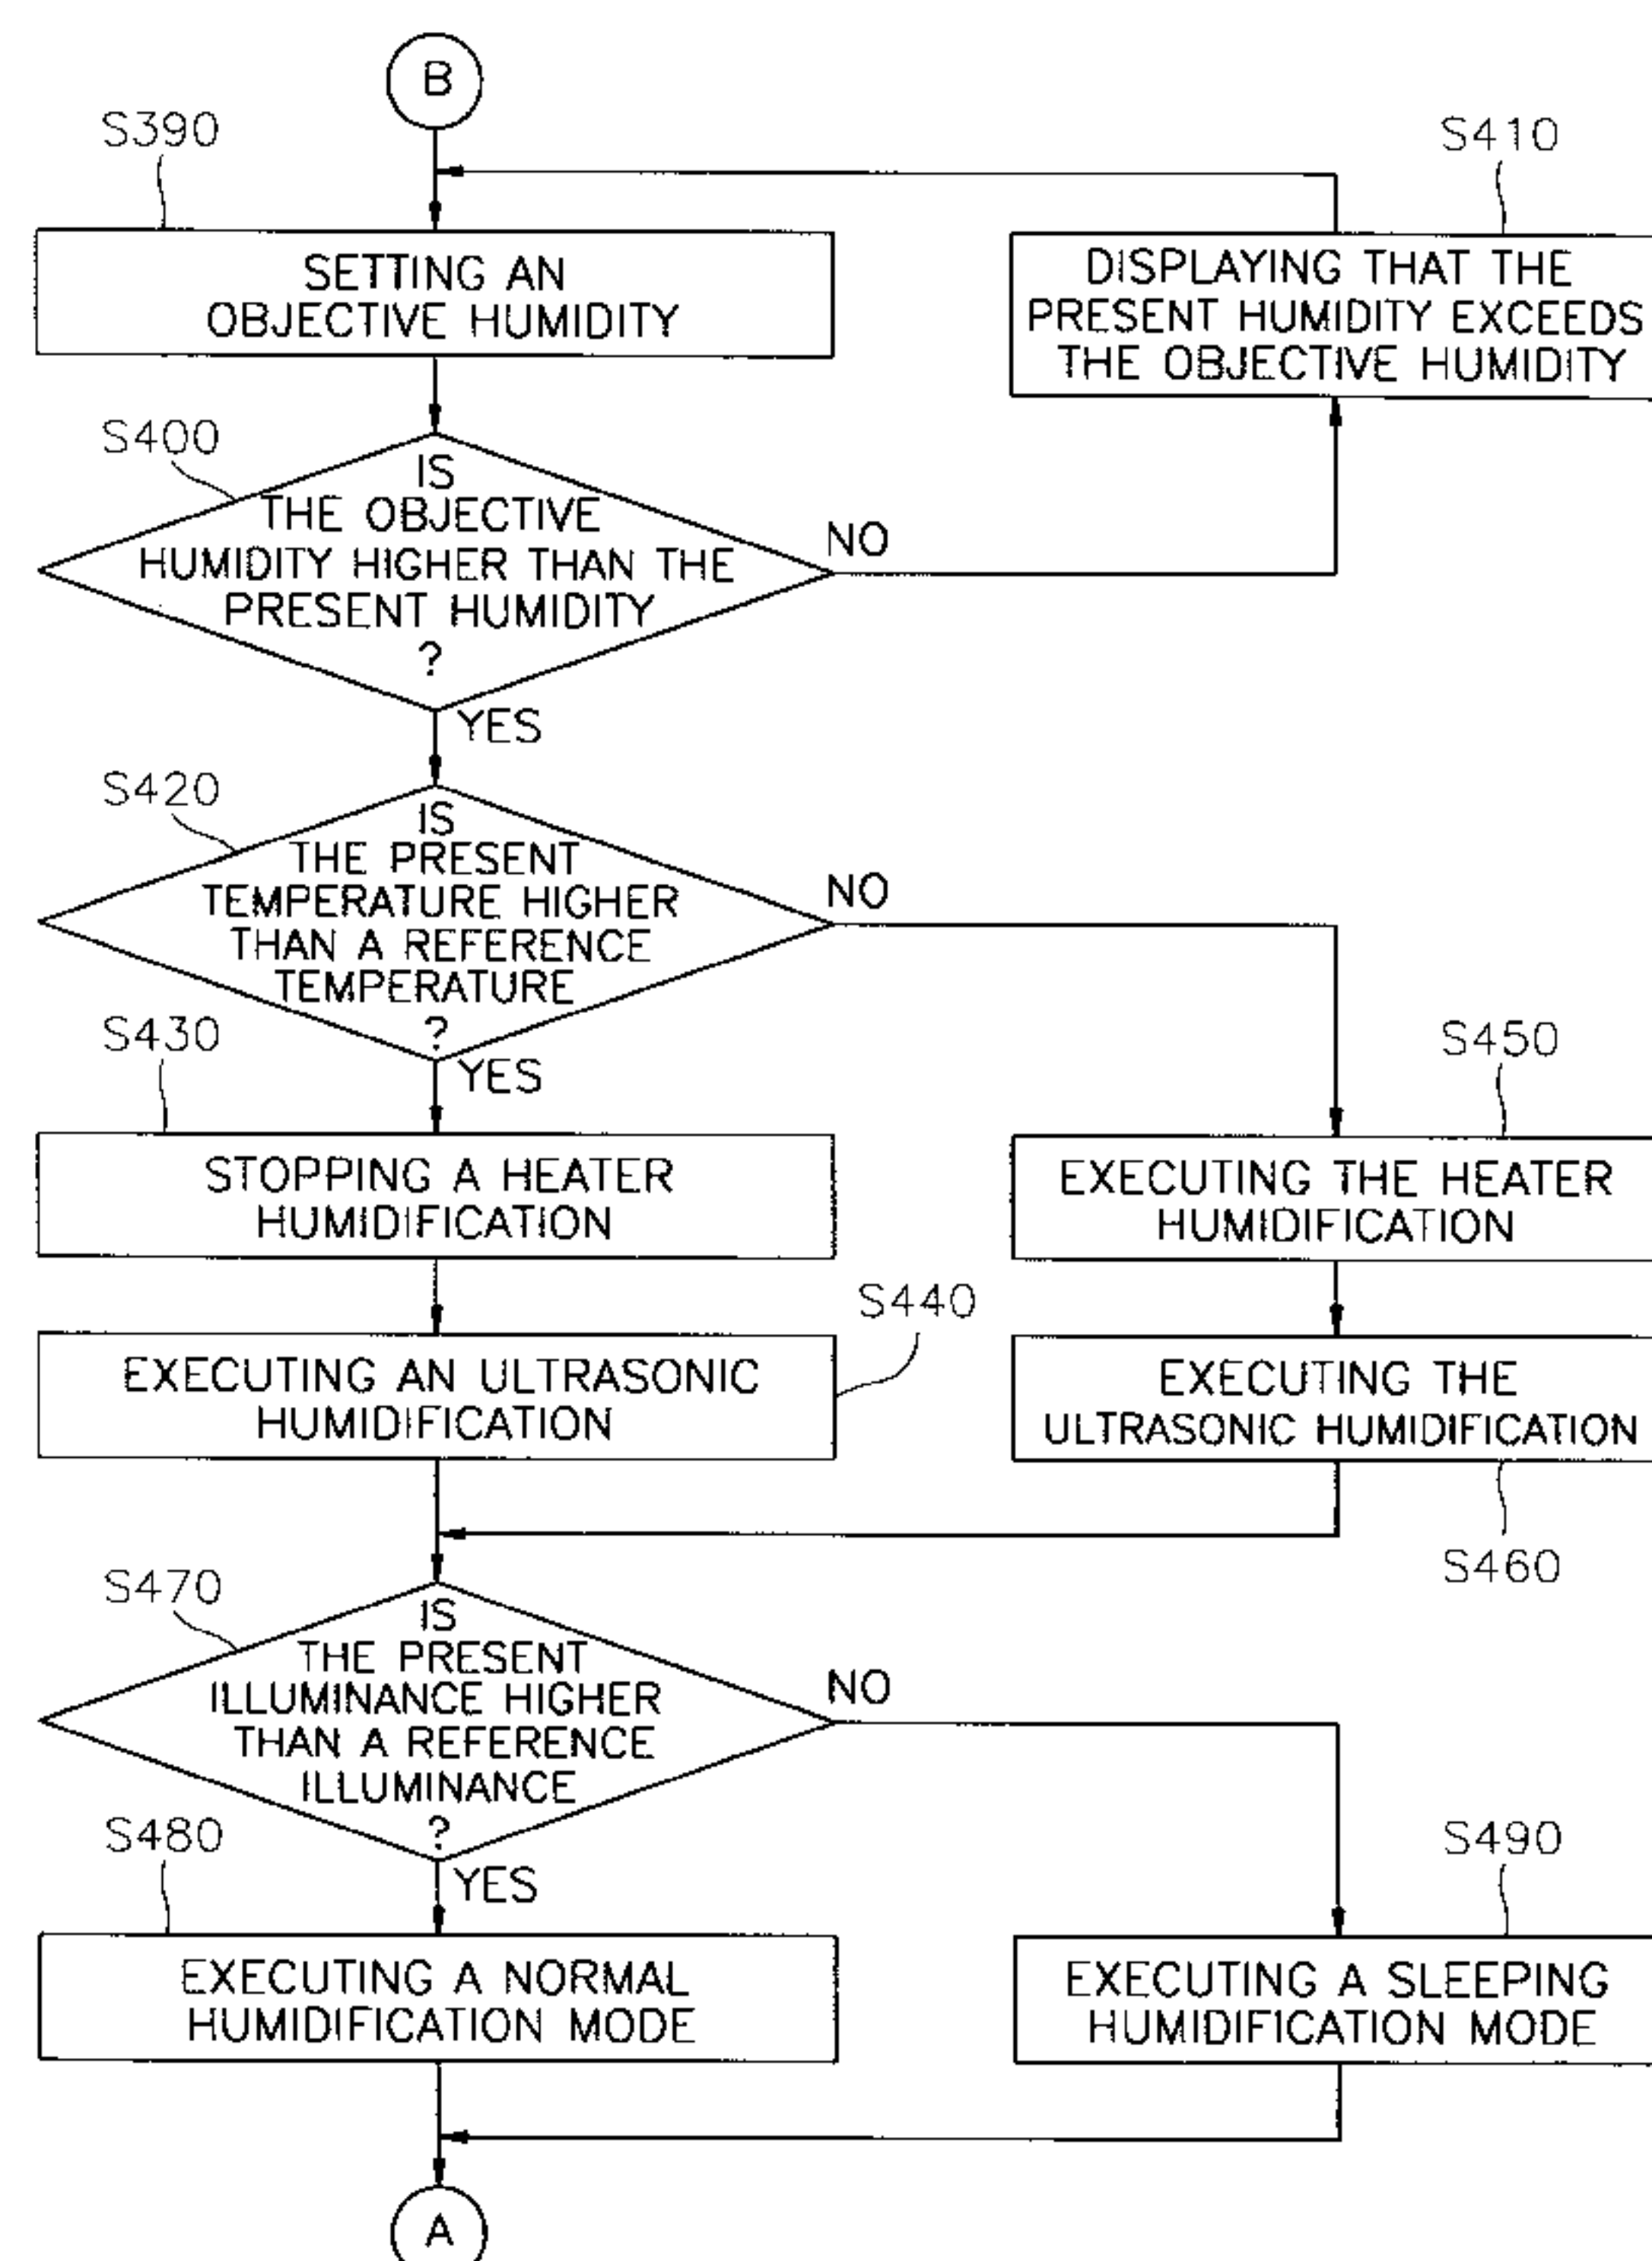 B
S390
SETTING AN
OBJECTIVE HUMIDITY
S410
DISPLAYING THAT THE
PRESENT HUMIDITY EXCEEDS
THE OBJECTIVE HUMIDITY
S400
IS
THE OBJECTIVE
HUMIDITY HIGHER THAN THE
PRESENT HUMIDITY
?
NO
YES
S420
IS
THE PRESENT
TEMPERATURE HIGHER
THAN A REFERENCE
TEMPERATURE
?
NO
YES
S430
STOPPING A HEATER
HUMIDIFICATION
S450
EXECUTING THE HEATER
HUMIDIFICATION
S440
EXECUTING AN ULTRASONIC
HUMIDIFICATION
EXECUTING THE
ULTRASONIC HUMIDIFICATION
S460
S470
IS
THE PRESENT
ILLUMINANCE HIGHER
THAN A REFERENCE
ILLUMINANCE
?
NO
YES
S480
EXECUTING A NORMAL
HUMIDIFICATION MODE
S490
EXECUTING A SLEEPING
HUMIDIFICATION MODE
A